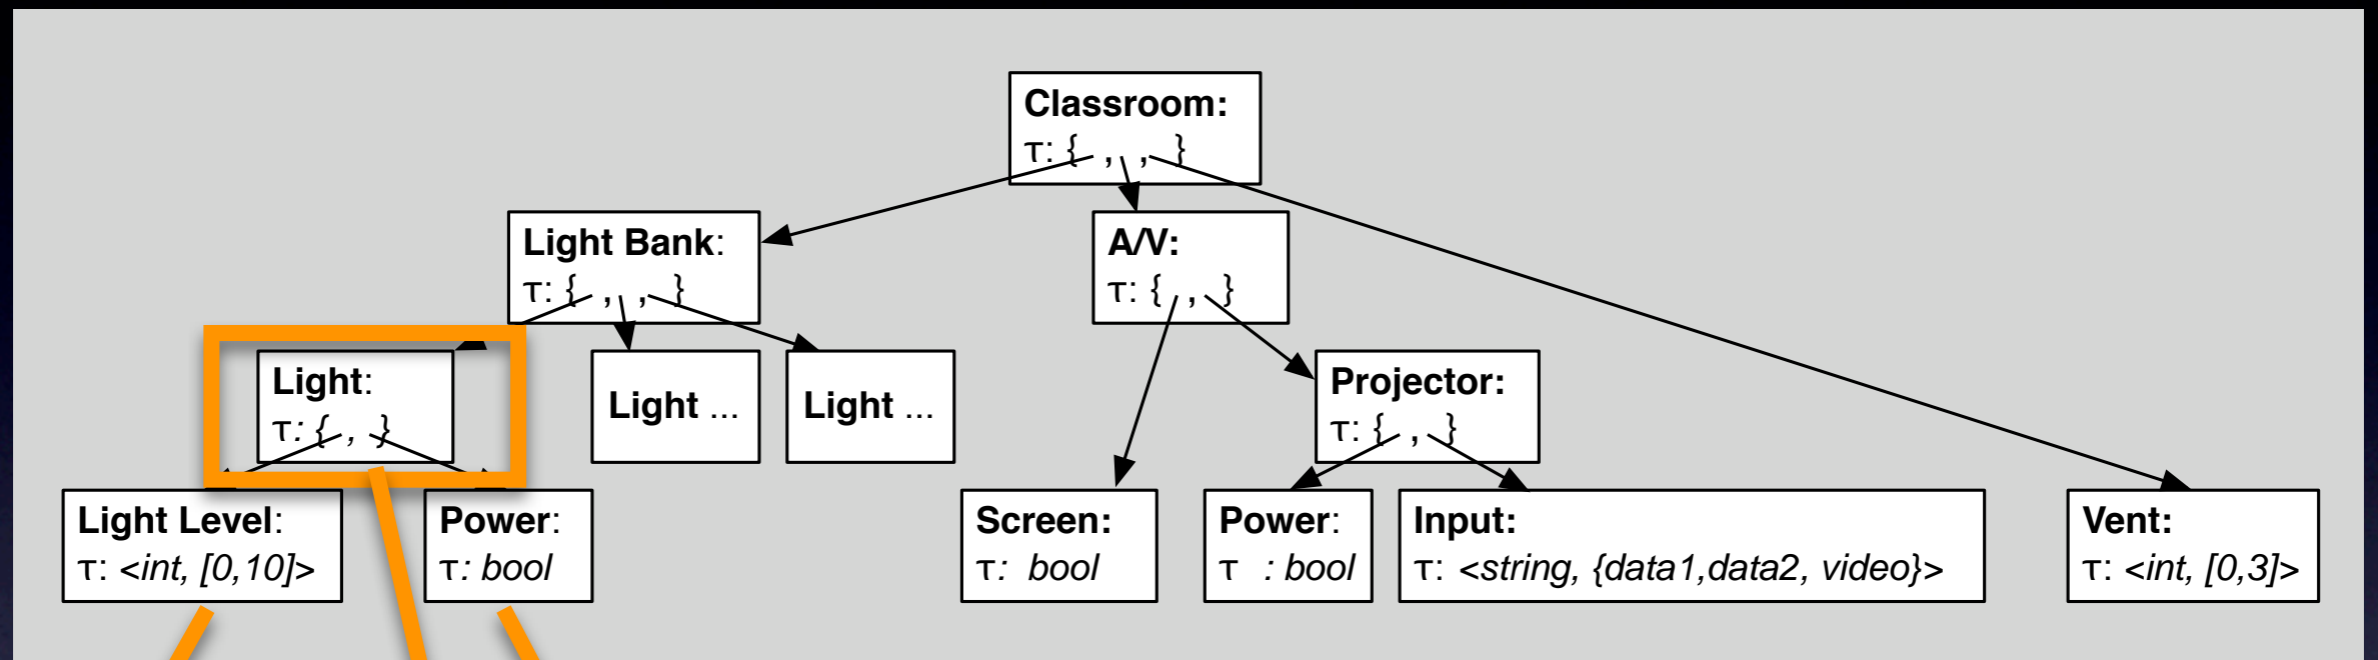 Classroom:
τ: { , , }
Light Bank:
τ: { , , }
A/V:
τ: { , }
Light:
τ: { , }
Light ...
Light ...
Projector:
τ: { , }
Light Level:
τ: <int, [0,10]>
Power:
τ: bool
Screen:
τ: bool
Power:
τ : bool
Input:
τ: <string, {data1,data2, video}>
Vent:
τ: <int, [0,3]>